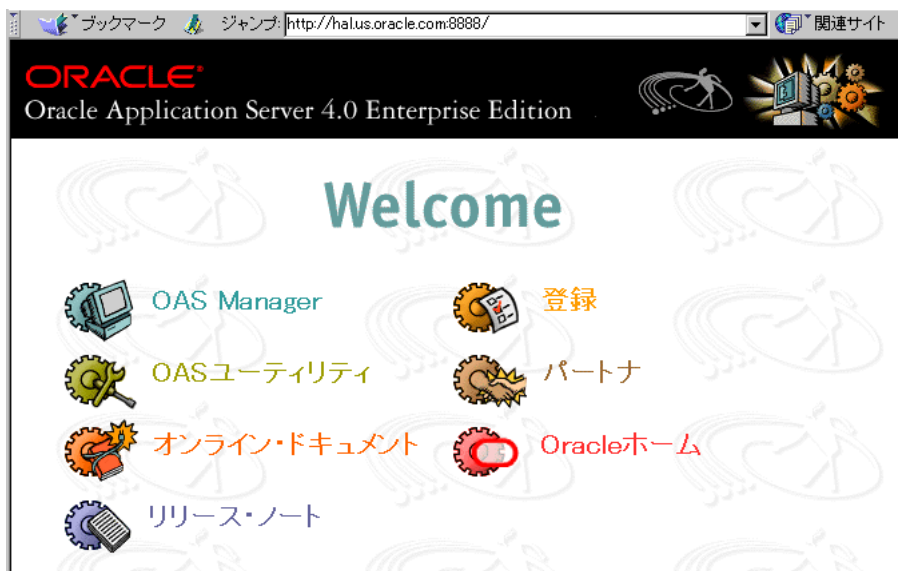 ブックマーク ジャンプ: http://hal.us.oracle.com:8888/ 関連サイト
ORACLE®
Oracle Application Server 4.0 Enterprise Edition
Welcome
OAS Manager
登録
OASユーティリティ
パートナ
オンライン・ドキュメント
Oracleホーム
リリース・ノート